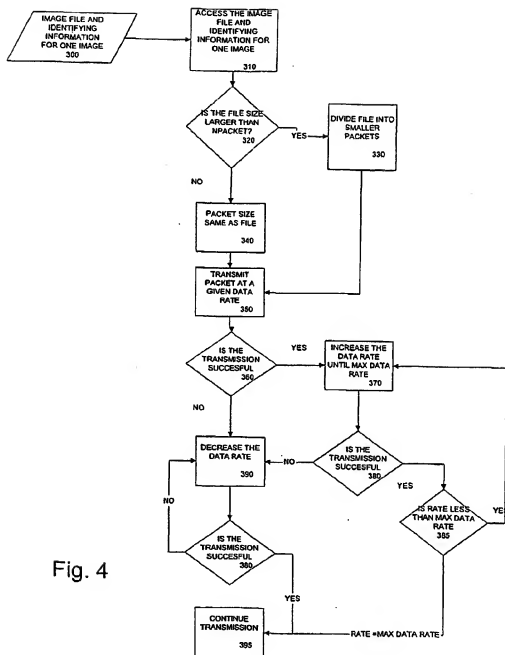 IMAGE FILE AND
IDENTIFYING
INFORMATION
FOR ONE IMAGE
300
ACCESS THE IMAGE
FILE AND
IDENTIFYING
INFORMATION FOR
ONE IMAGE
310
IS THE FILE SIZE
LARGER THAN
NPACKET?
320
YES
DIVIDE FILE INTO
SMALLER
PACKETS
330
NO
PACKET SIZE
SAME AS FILE
340
TRANSMIT
PACKET AT A
GIVEN DATA
RATE
350
IS THE
TRANSMISSION
SUCCESFUL
360
YES
INCREASE THE
DATA RATE
UNTIL MAX DATA
RATE
370
NO
DECREASE THE
DATA RATE
390
NO
IS THE
TRANSMISSION
SUCCESFUL
380
YES
IS RATE LESS
THAN MAX DATA
RATE
385
YES
NO
IS THE
TRANSMISSION
SUCCESFUL
380
YES
Fig. 4
CONTINUE
TRANSMISSION
395
RATE =MAX DATA RATE